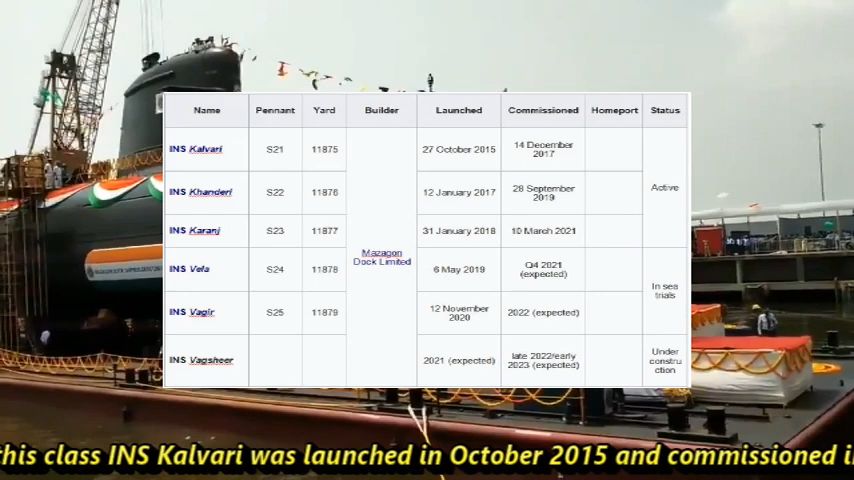 Name Pennant Yard Builder Launched Commissioned Homeport Status
INS Kalvari S21 11875 27 October 2015 14 December
2017
INS Khanderi S22 11876 12 January 2017 28 September
2019
Active
INS Karanj S23 11877 31 January 2018 10 March 2021
Mazagon
Dock Limited
INS Vela S24 11878 6 May 2019 Q4 2021
(expected)
In sea
trials
INS Vagir S25 11879 12 November
2020
2022 (expected)
INS Vagsheer 2021 (expected) late 2022/early
2023 (expected)
Under
constru
ction
this class INS Kalvari was launched in October 2015 and commissioned i